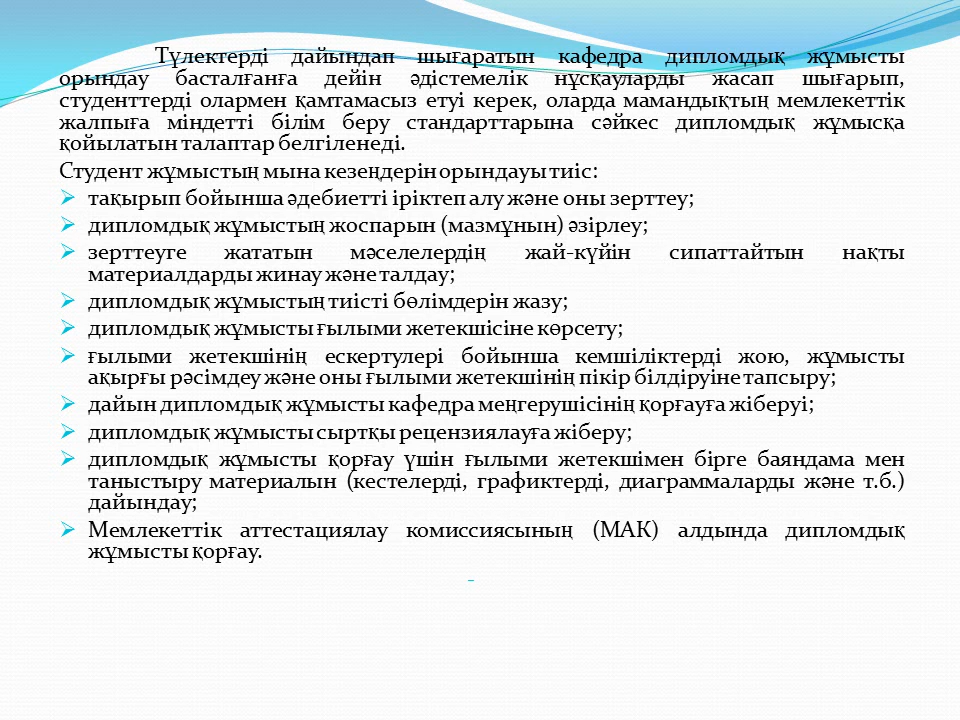 Түлектерді дайындап шығаратын кафедра дипломдық жұмысты
орындау басталғанға дейін әдістемелік нұсқауларды жасап шығарып,
студенттерді олармен қамтамасыз етуі керек, оларда мамандықтың мемлекеттік
жалпыға міндетті білім беру стандарттарына сәйкес дипломдық жұмысқа
қойылатын талаптар белгіленеді.
Студент жұмыстың мына кезеңдерін орындауы тиіс:
➢ тақырып бойынша әдебиетті іріктеп алу және оны зерттеу;
➢ дипломдық жұмыстың жоспарын (мазмұнын) әзірлеу;
➢ зерттеуге жататын мәселелердің жай-күйін сипаттайтын нақты
материалдарды жинау және талдау;
➢ дипломдық жұмыстың тиісті бөлімдерін жазу;
➢ дипломдық жұмысты ғылыми жетекшісіне көрсету;
➢ ғылыми жетекшінің ескертулері бойынша кемшіліктерді жою, жұмысты
ақырғы рәсімдеу және оны ғылыми жетекшінің пікір білдіруіне тапсыру;
➢ дайын дипломдық жұмысты кафедра меңгерушісінің қорғауға жіберуі;
➢ дипломдық жұмысты сыртқы рецензиялауға жіберу;
➢ дипломдық жұмысты қорғау үшін ғылыми жетекшімен бірге баяндама мен
таныстыру материалын (кестелерді, графиктерді, диаграммаларды және т.б.)
дайындау;
➢ Мемлекеттік аттестациялау комиссиясының (МАК) алдында дипломдық
жұмысты қорғау.